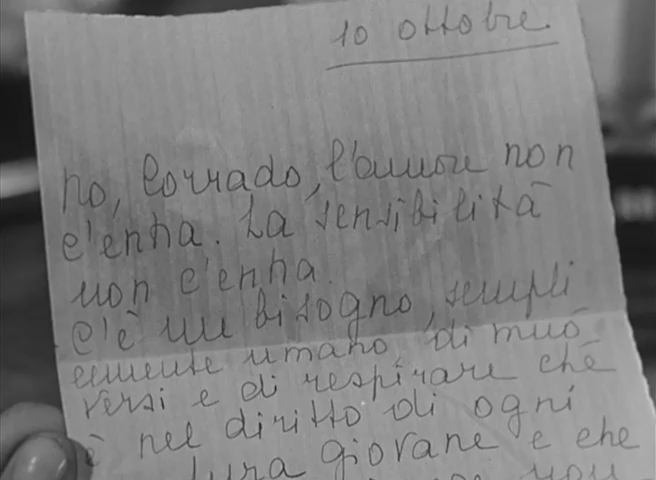 10 ottobre.
no, Corrado, l'amore non
c'entra. La sensibilità
non c'entra.
C'è un bisogno, sempli
cemente umano, di muo
versi e di respirare che
è nel diritto di ogni
giovane e che
non